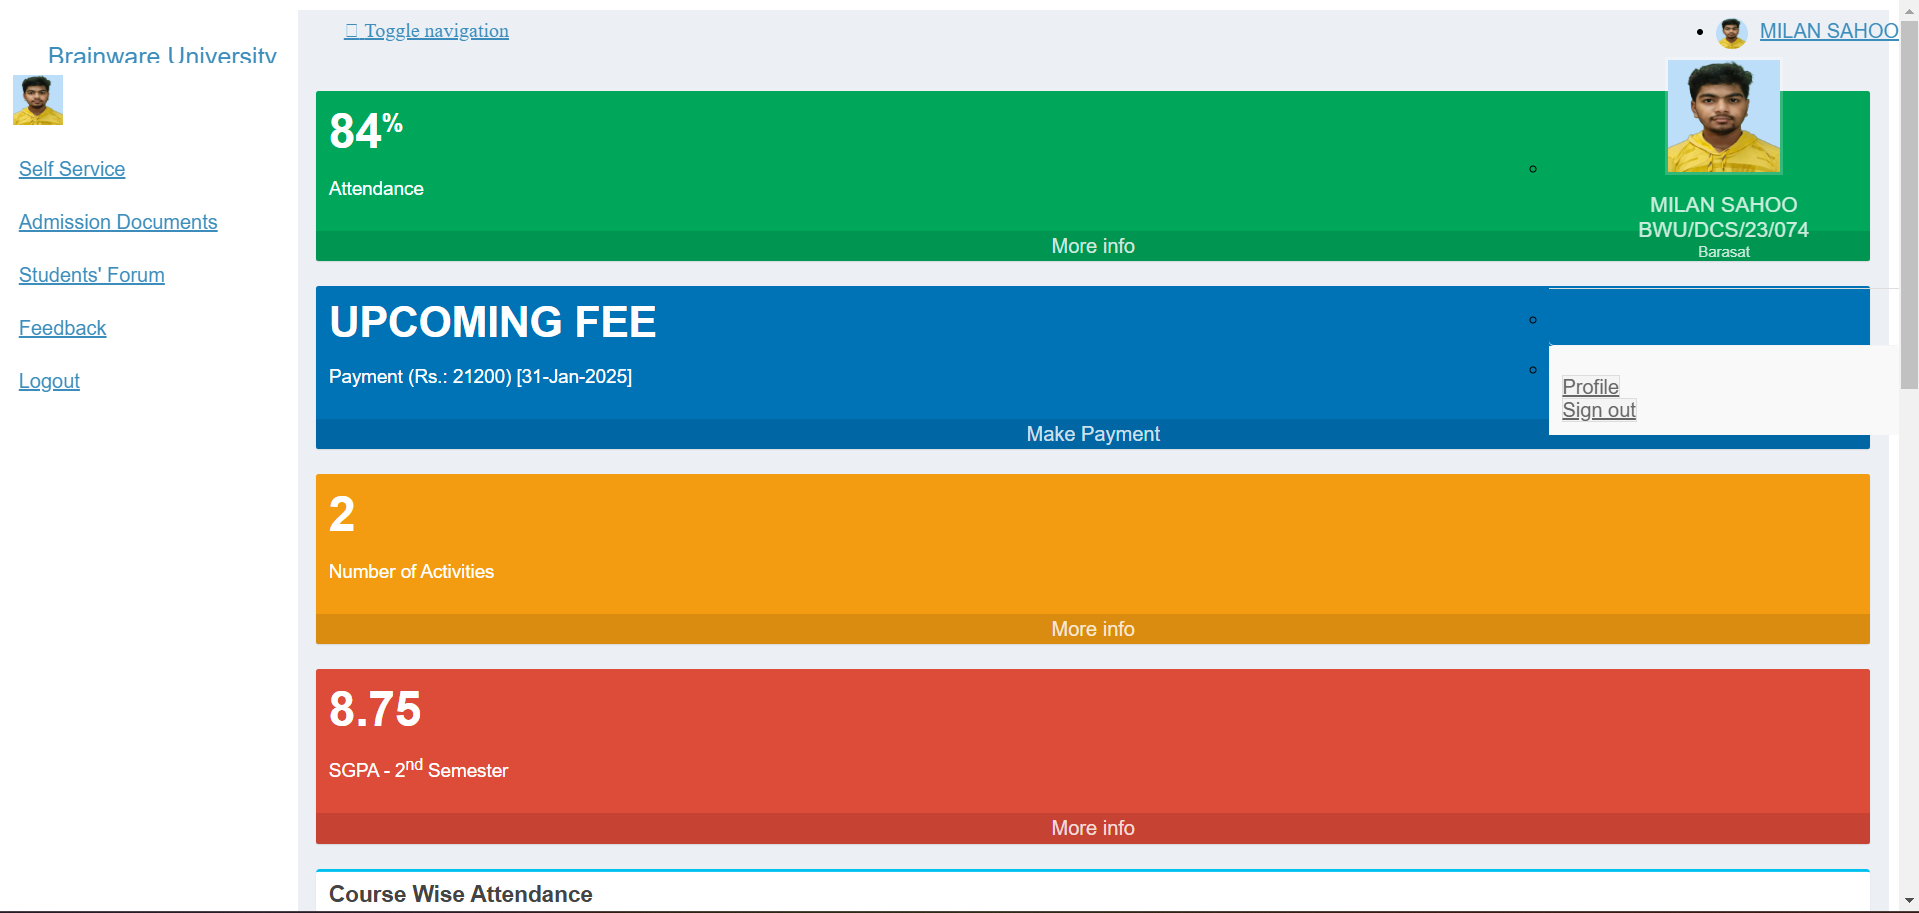 Brainware University
Self Service
Admission Documents
Students' Forum
Feedback
Logout
Toggle navigation
MILAN SAHOO
MILAN SAHOO
BWU/DCS/23/074
Barasat
Profile
Sign out
84%
Attendance
More info
UPCOMING FEE
Payment (Rs.: 21200) [31-Jan-2025]
Make Payment
2
Number of Activities
More info
8.75
SGPA - 2nd Semester
More info
Course Wise Attendance